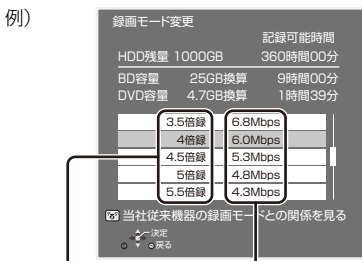 例）
録画モード変更
記録可能時間
HDD残量 1000GB 360時間00分
BD容量 25GB換算 9時間00分
DVD容量 4.7GB換算 1時間39分
3.5倍録 6.8Mbps
4倍録 6.0Mbps
4.5倍録 5.3Mbps
5倍録 4.8Mbps
5.5倍録 4.3Mbps
当社従来機器の録画モードとの関係を見る
決定
戻る